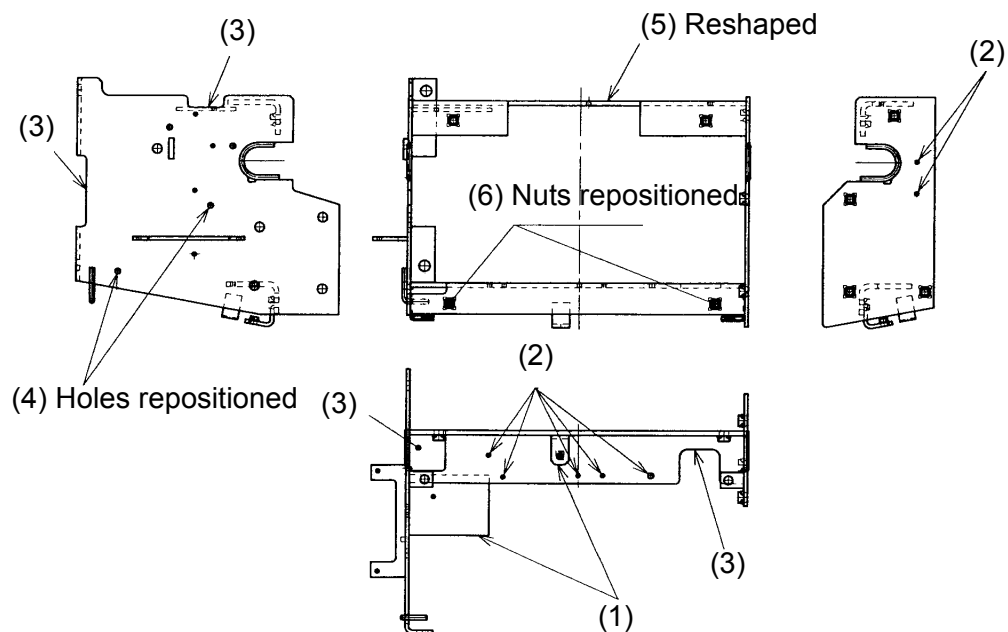 (3)
(5) Reshaped
(2)
(3)
(6) Nuts repositioned
(4) Holes repositioned
(2)
(3)
(3)
(1)